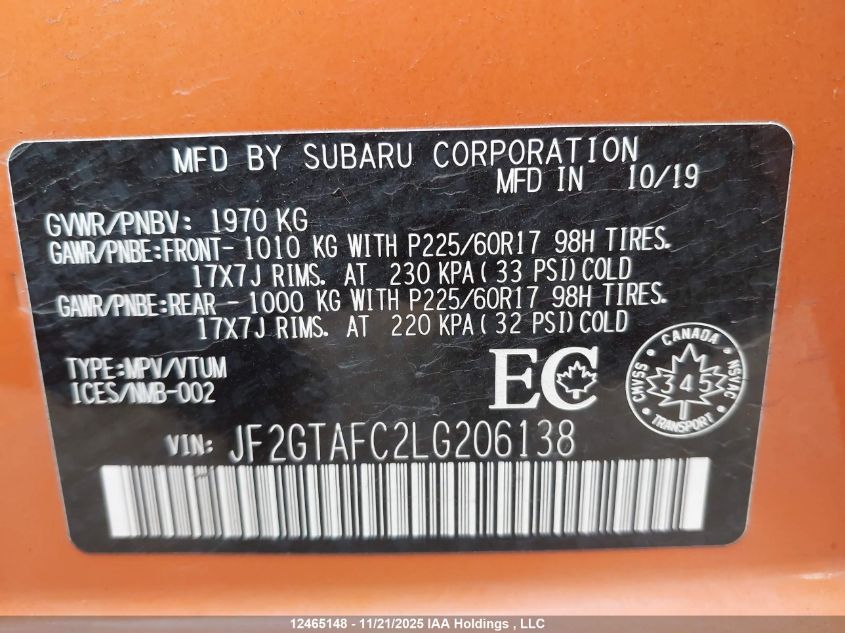 MFD BY SUBARU CORPORATION
MFD IN 10/19
GVWR/PNBV: 1970 KG
GAWR/PNBE:FRONT- 1010 KG WITH P225/60R17 98H TIRES.
17X7J RIMS. AT 230 KPA ( 33 PSI) COLD
GAWR/PNBE:REAR - 1000 KG WITH P225/60R17 98H TIRES.
17X7J RIMS. AT 220 KPA ( 32 PSI) COLD
TYPE:MPV/VTUM
ICES/NMB-002
EC
CANADA
CMVSS 345 NSVAC
TRANSPORT
VIN: JF2GTAFC2LG206138
12465148 - 11/21/2025 IAA Holdings , LLC